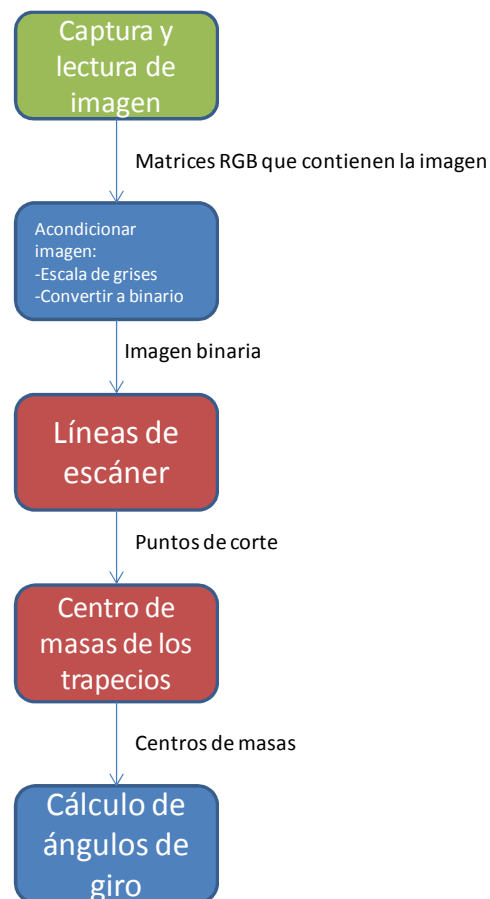 Captura y
lectura de
imagen
Matrices RGB que contienen la imagen
Acondicionar
imagen:
-Escala de grises
-Convertir a binario
Imagen binaria
Líneas de
escáner
Puntos de corte
Centro de
masas de los
trapecios
Centros de masas
Cálculo de
ángulos de
giro